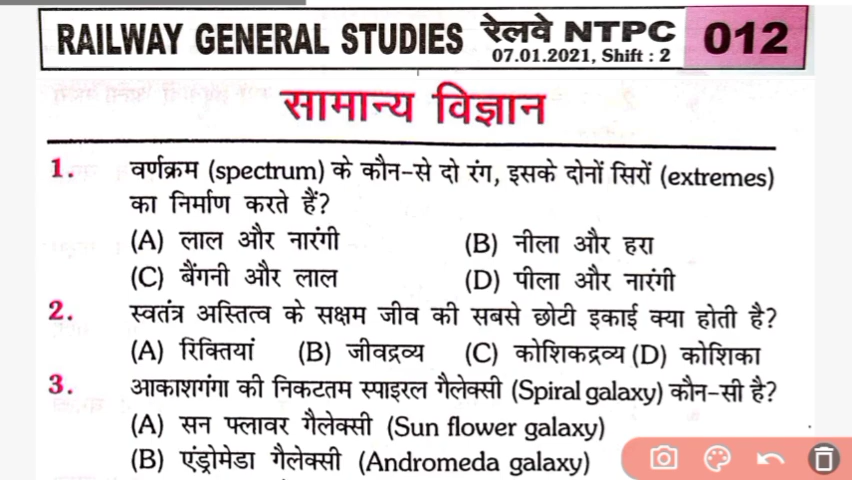 RAILWAY GENERAL STUDIES रेलवे NTPC 012
07.01.2021, Shift : 2
सामान्य विज्ञान
1. वर्णक्रम (spectrum) के कौन-से दो रंग, इसके दोनों सिरों (extremes)
का निर्माण करते हैं?
(A) लाल और नारंगी (B) नीला और हरा
(C) बैंगनी और लाल (D) पीला और नारंगी
2. स्वतंत्र अस्तित्व के सक्षम जीव की सबसे छोटी इकाई क्या होती है?
(A) रिक्तियां (B) जीवद्रव्य (C) कोशिकद्रव्य (D) कोशिका
3. आकाशगंगा की निकटतम स्पाइरल गैलेक्सी (Spiral galaxy) कौन-सी है?
(A) सन फ्लावर गैलेक्सी (Sun flower galaxy)
(B) एंड्रोमेडा गैलेक्सी (Andromeda galaxy)